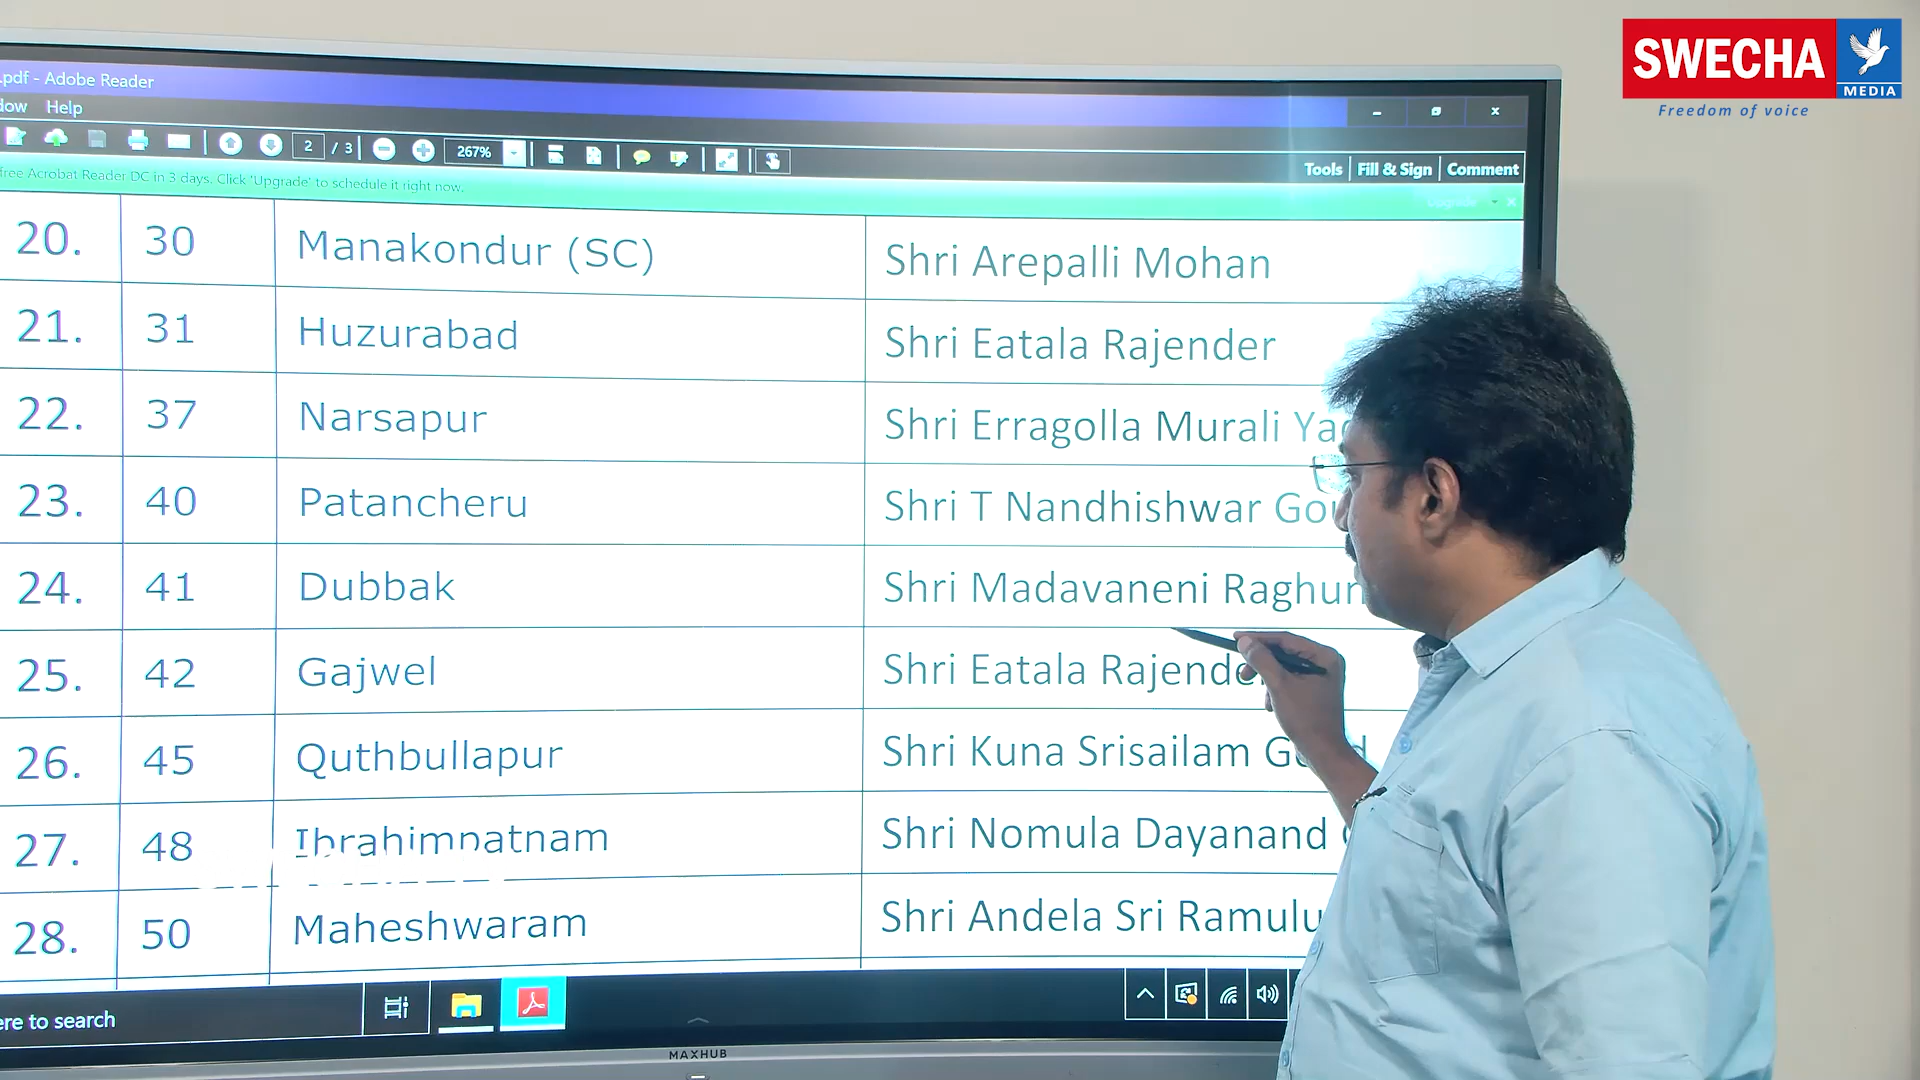 SWECHA
MEDIA
Freedom of voice
.pdf - Adobe Reader
Help
2 / 3 267%
Tools Fill & Sign Comment
free Acrobat Reader DC in 3 days. Click 'Upgrade' to schedule it right now.
Upgrade
20. 30 Manakondur (SC) Shri Arepalli Mohan
21. 31 Huzurabad Shri Eatala Rajender
22. 37 Narsapur Shri Erragolla Murali
23. 40 Patancheru Shri T Nandhishwar
24. 41 Dubbak Shri Madavaneni
25. 42 Gajwel Shri Eatala
26. 45 Quthbullapur Shri Kuna Srisailam
27. 48 Ibrahimpatnam Shri Nomula Dayanand
28. 50 Maheshwaram Shri Andela Sri Ramulu
to search
MAXHUB